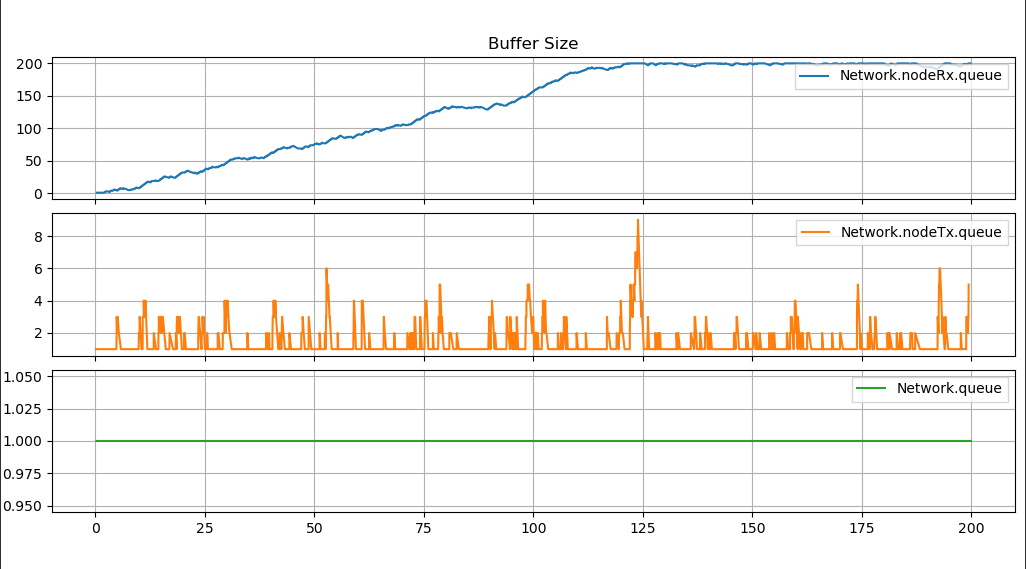 Buffer Size
200
150
100
50
0
Network.nodeRx.queue
8
6
4
2
Network.nodeTx.queue
1.050
1.025
1.000
0.975
0.950
Network.queue
0 25 50 75 100 125 150 175 200